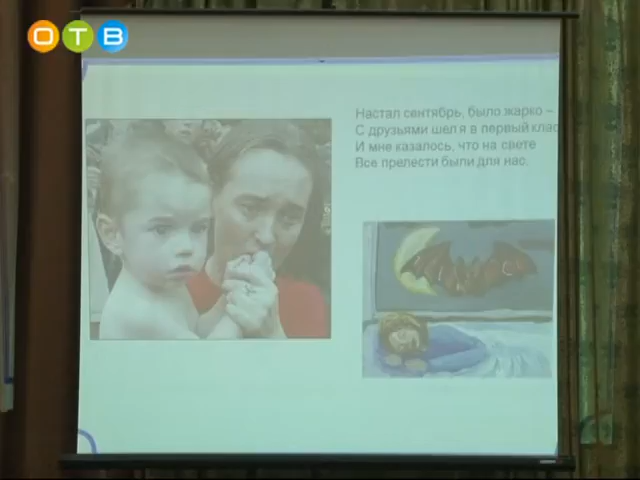 ОТВ
Настал сентябрь, было жарко –
С друзьями шел я в первый клас
И мне казалось, что на свете
Все прелести были для нас.